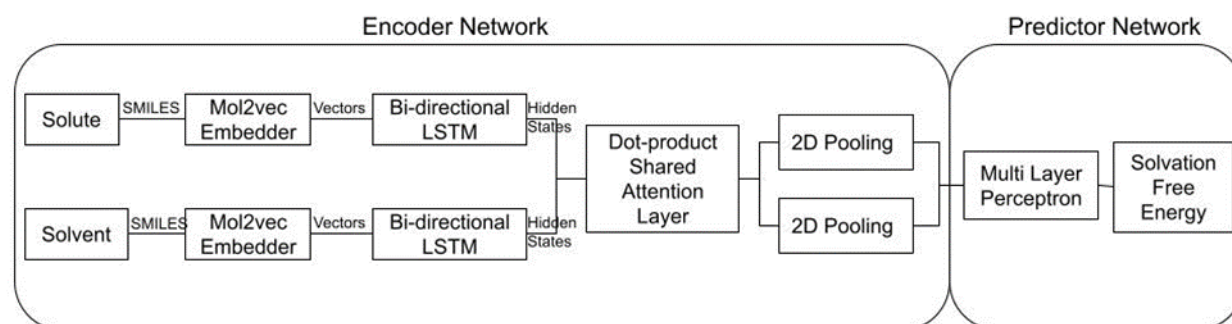 Encoder Network
Predictor Network
Solute
SMILES
Mol2vec
Embedder
Vectors
Bi-directional
LSTM
Hidden
States
Solvent
SMILES
Mol2vec
Embedder
Vectors
Bi-directional
LSTM
Hidden
States
Dot-product
Shared
Attention
Layer
2D Pooling
2D Pooling
Multi Layer
Perceptron
Solvation
Free
Energy